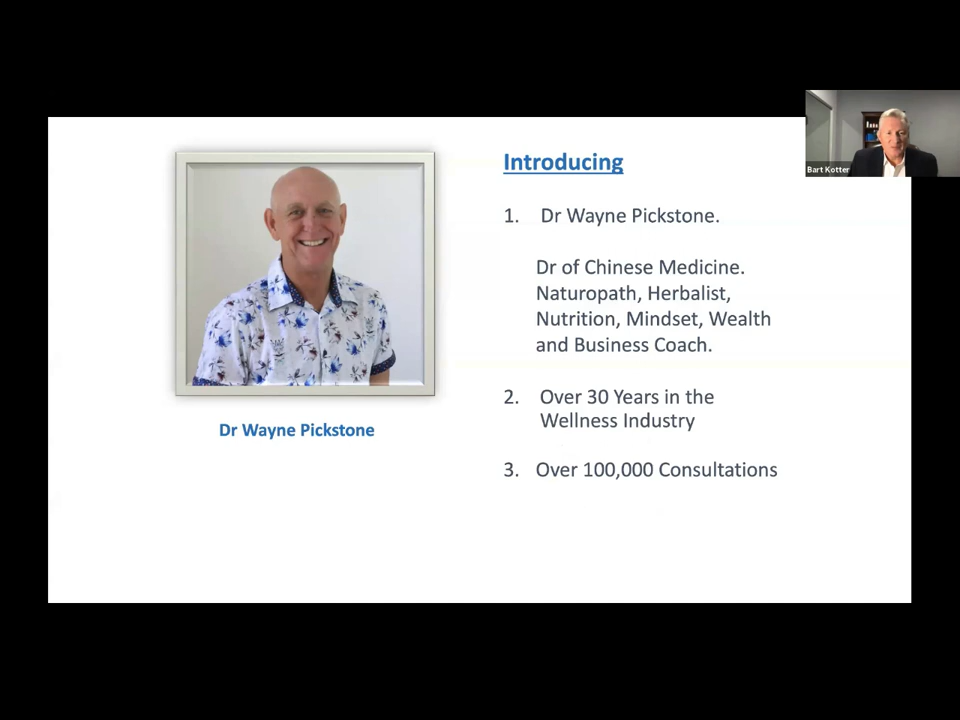 Introducing
1. Dr Wayne Pickstone.
Dr of Chinese Medicine.
Naturopath, Herbalist,
Nutrition, Mindset, Wealth
and Business Coach.
2. Over 30 Years in the
Wellness Industry
3. Over 100,000 Consultations
Dr Wayne Pickstone
Bart Kotter